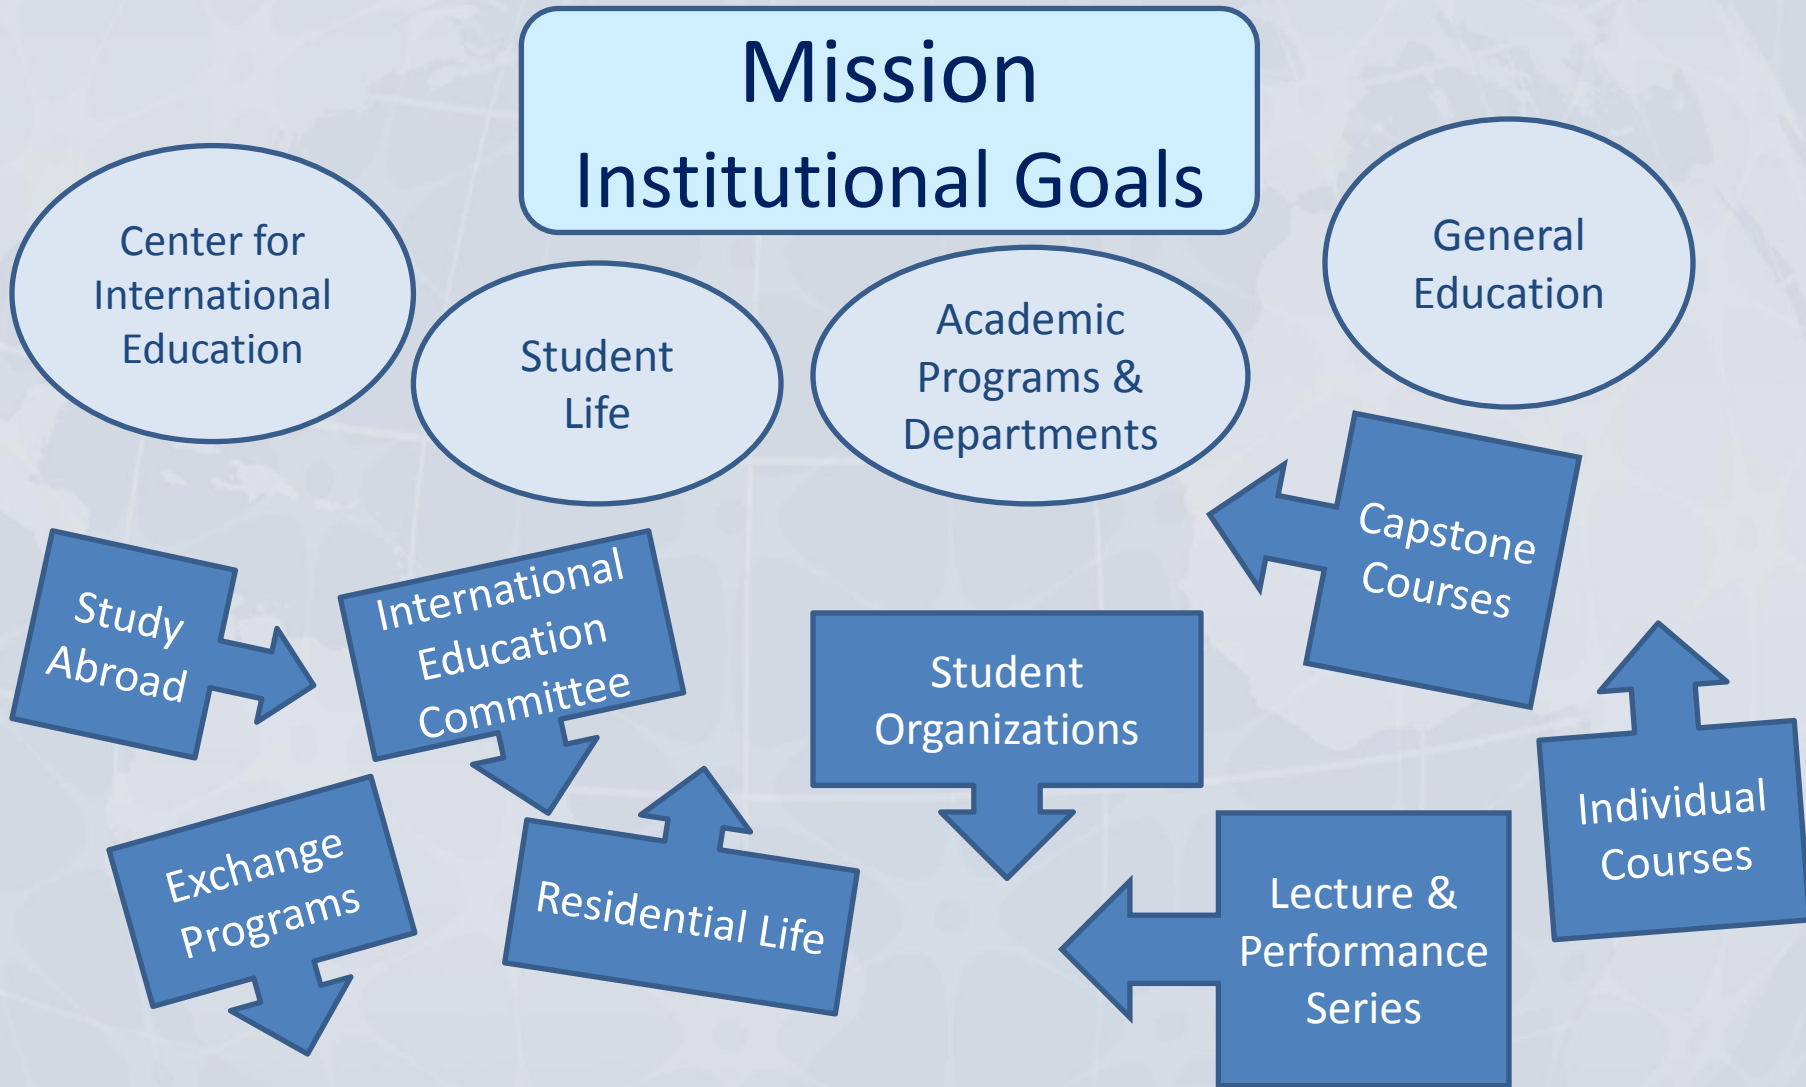 Mission
Institutional Goals
Center for
International
Education
Student
Life
Academic
Programs &
Departments
General
Education
Capstone
Courses
Study
Abroad
International
Education
Committee
Student
Organizations
Individual
Courses
Exchange
Programs
Residential Life
Lecture &
Performance
Series